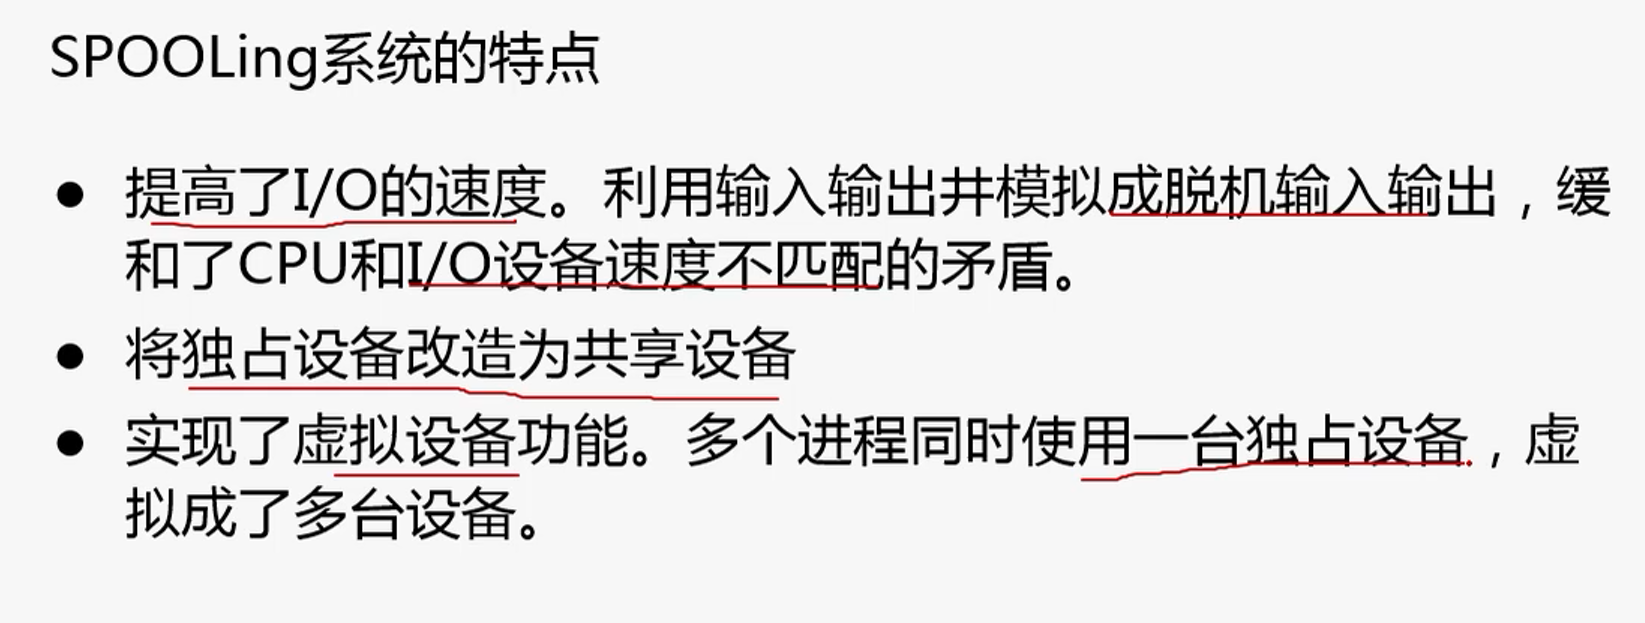 SPOOLing系统的特点
● 提高了I/O的速度。利用输入输出井模拟成脱机输入输出，缓
和了CPU和I/O设备速度不匹配的矛盾。
● 将独占设备改造为共享设备
● 实现了虚拟设备功能。多个进程同时使用一台独占设备，虚
拟成了多台设备。